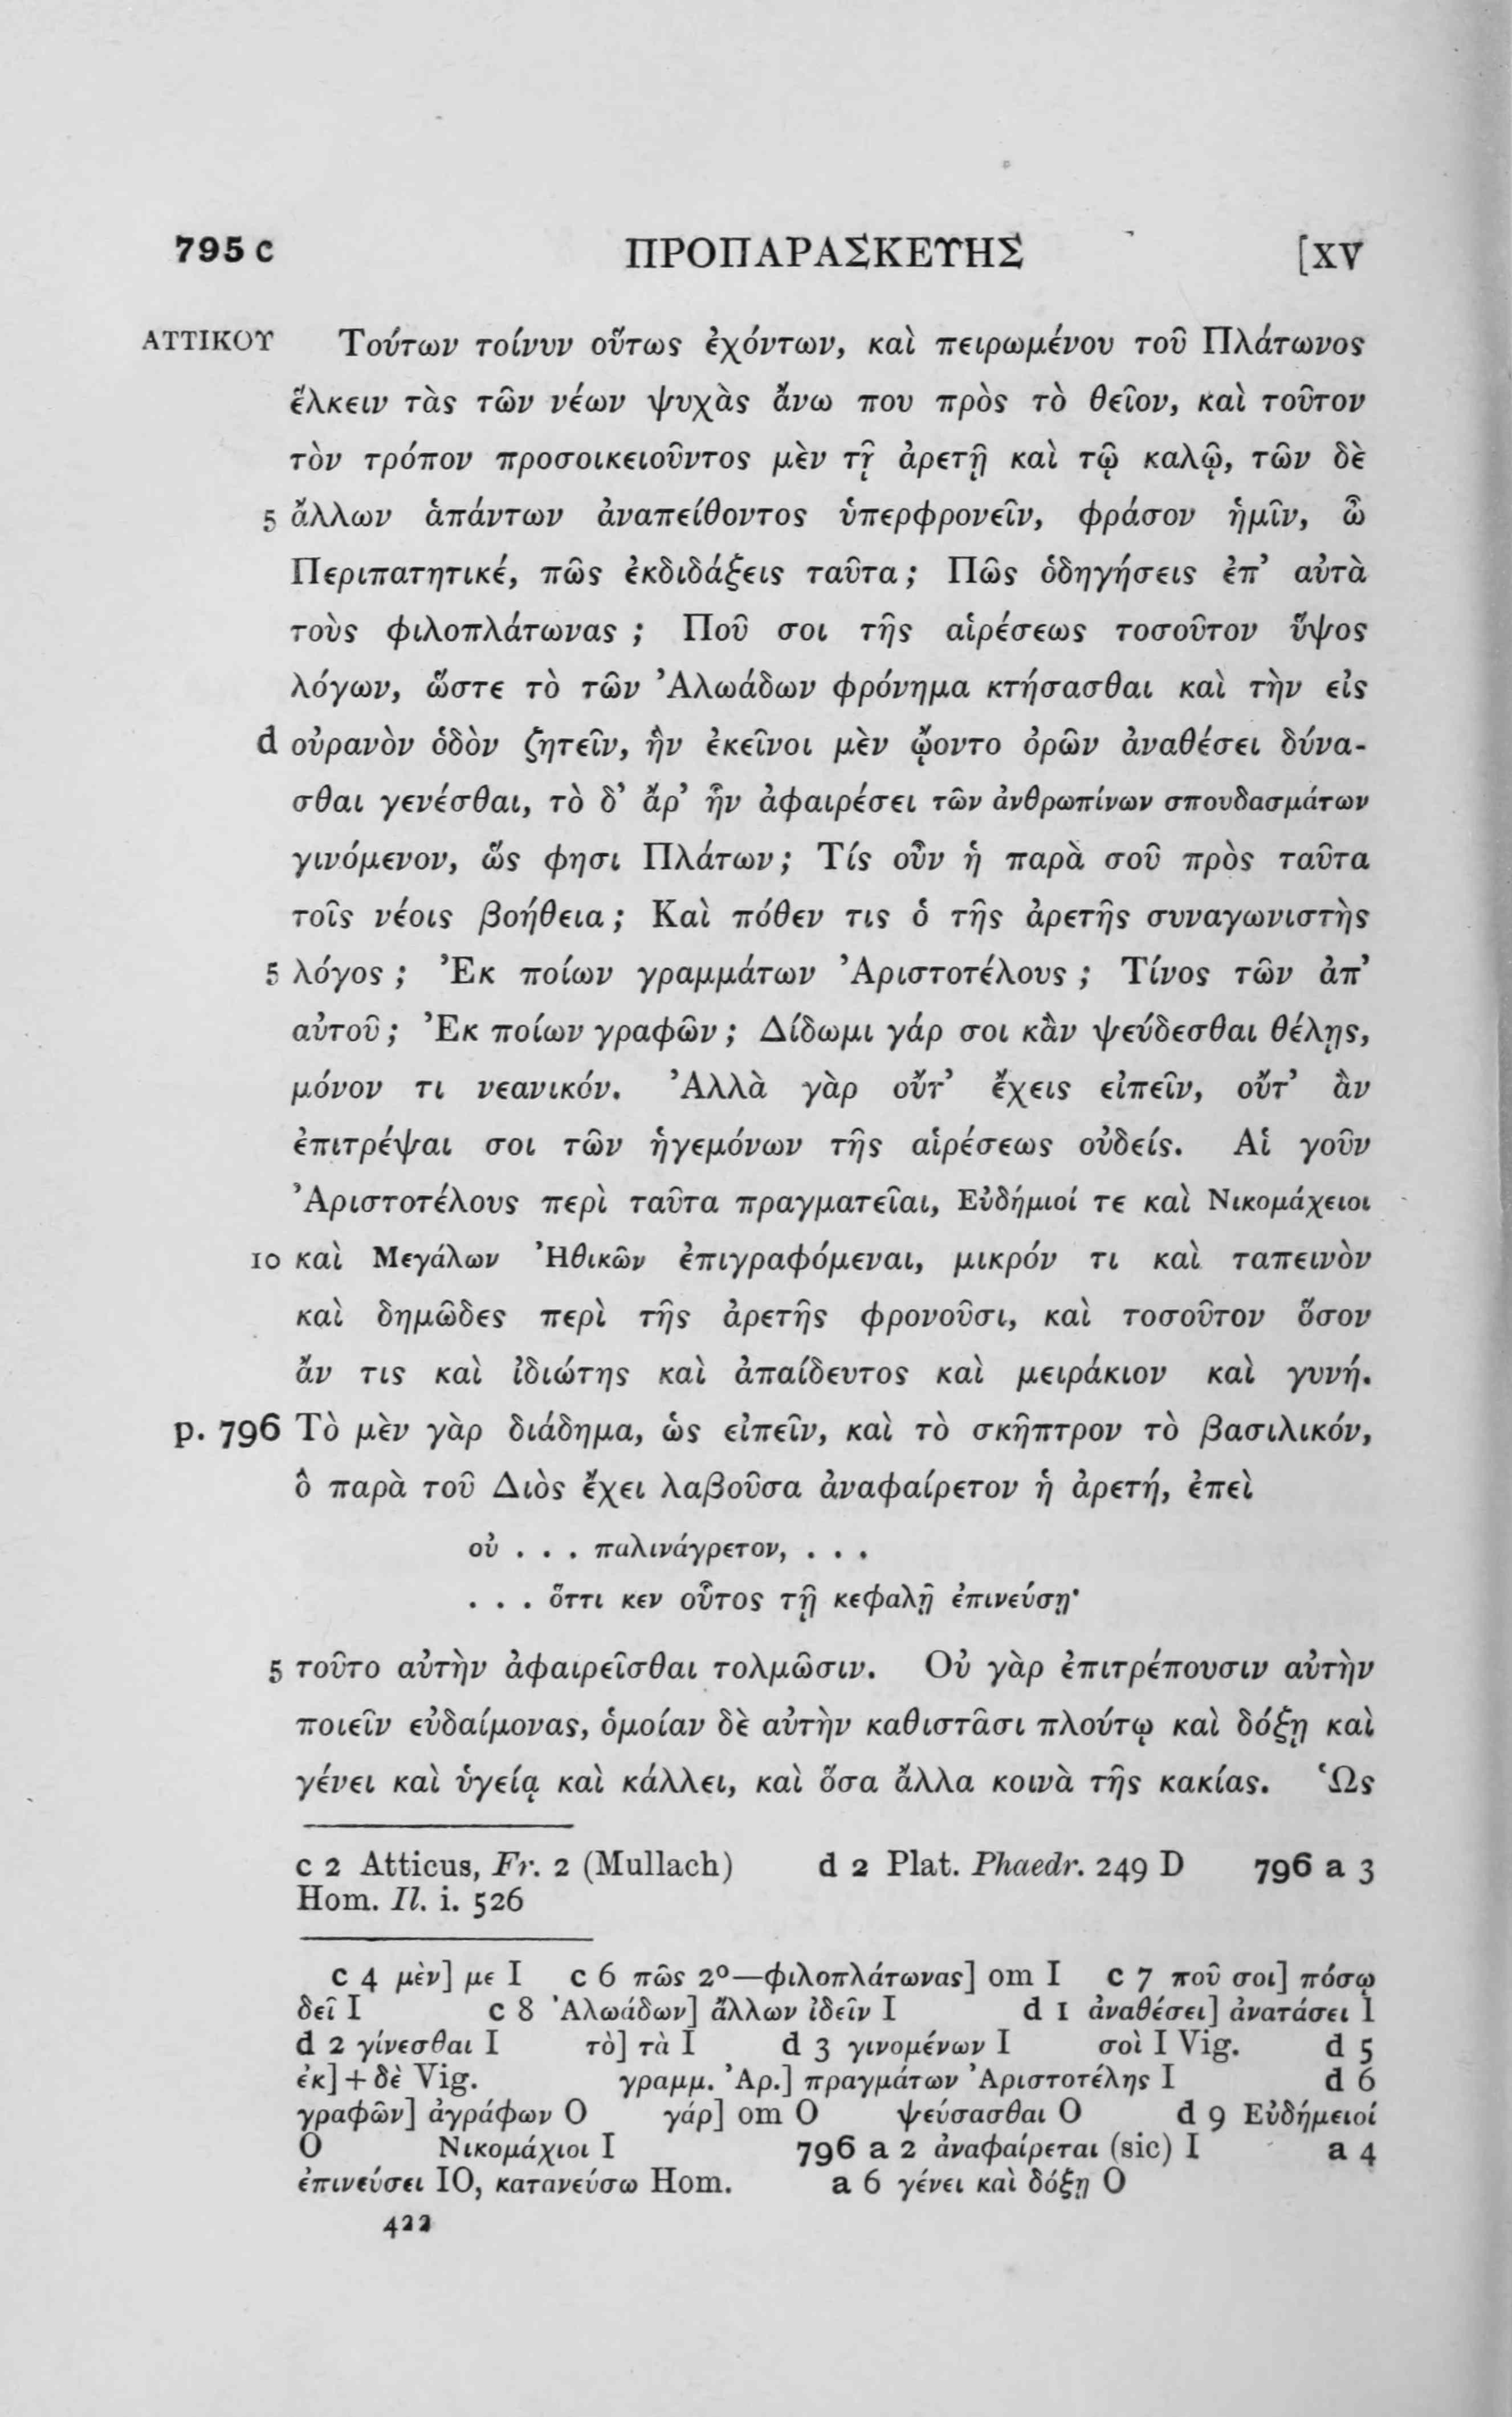 795 c ΠΡΟΠΑΡΑΣΚΕΥΗΣ [XV
ΑΤΤΙΚΟΥ Τούτων τοίνυν οὕτως ἐχόντων, καὶ πειρωμένου τοῦ Πλάτωνος
ἕλκειν τὰς τῶν νέων ψυχὰς ἄνω που πρὸς τὸ θεῖον, καὶ τοῦτον
τὸν τρόπον προσοικειοῦντος μὲν τῇ ἀρετῇ καὶ τῷ καλῷ, τῶν δὲ
5 ἄλλων ἁπάντων ἀναπείθοντος ὑπερφρονεῖν, φράσον ἡμῖν, ὦ
Περιπατητικέ, πῶς ἐκδιδάξεις ταῦτα; Πῶς ὁδηγήσεις ἐπ’ αὐτὰ
τοὺς φιλοπλάτωνας; Ποῦ σοι τῆς αἱρέσεως τοσοῦτον ὕψος
λόγων, ὥστε τὸ τῶν Ἀλωάδων φρόνημα κτήσασθαι καὶ τὴν εἰς
d οὐρανὸν ὁδὸν ζητεῖν, ἣν ἐκεῖνοι μὲν ᾤοντο ὀρῶν ἀναθέσει δύνα-
σθαι γενέσθαι, τὸ δ’ ἄρ’ ἦν ἀφαιρέσει τῶν ἀνθρωπίνων σπουδασμάτων
γινόμενον, ὥς φησι Πλάτων; Τίς οὖν ἡ παρὰ σοῦ πρὸς ταῦτα
τοῖς νέοις βοήθεια; Καὶ πόθεν τις ὁ τῆς ἀρετῆς συναγωνιστὴς
5 λόγος; Ἐκ ποίων γραμμάτων Ἀριστοτέλους; Τίνος τῶν ἀπ’
αὐτοῦ; Ἐκ ποίων γραφῶν; Δίδωμι γάρ σοι κἂν ψεύδεσθαι θέλῃς,
μόνον τι νεανικόν. Ἀλλὰ γὰρ οὔτ’ ἔχεις εἰπεῖν, οὔτ’ ἂν
ἐπιτρέψαι σοι τῶν ἡγεμόνων τῆς αἱρέσεως οὐδείς. Αἱ γοῦν
Ἀριστοτέλους περὶ ταῦτα πραγματεῖαι, Εὐδήμιοί τε καὶ Νικομάχειοι
10 καὶ Μεγάλων Ἠθικῶν ἐπιγραφόμεναι, μικρόν τι καὶ ταπεινὸν
καὶ δημῶδες περὶ τῆς ἀρετῆς φρονοῦσι, καὶ τοσοῦτον ὅσον
ἄν τις καὶ ἰδιώτης καὶ ἀπαίδευτος καὶ μειράκιον καὶ γυνή.
p. 796 Τὸ μὲν γὰρ διάδημα, ὡς εἰπεῖν, καὶ τὸ σκῆπτρον τὸ βασιλικόν,
ὃ παρὰ τοῦ Διὸς ἔχει λαβοῦσα ἀναφαίρετον ἡ ἀρετή, ἐπεὶ
οὐ . . . παλινάγρετον, . . .
. . . ὅττι κεν οὗτος τῇ κεφαλῇ ἐπινεύσῃ·
5 τοῦτο αὐτὴν ἀφαιρεῖσθαι τολμῶσιν. Οὐ γὰρ ἐπιτρέπουσιν αὐτὴν
ποιεῖν εὐδαίμονας, ὁμοίαν δὲ αὐτὴν καθιστᾶσι πλούτῳ καὶ δόξῃ καὶ
γένει καὶ ὑγείᾳ καὶ κάλλει, καὶ ὅσα ἄλλα κοινὰ τῆς κακίας. Ὡς
c 2 Atticus, Fr. 2 (Mullach) d 2 Plat. Phaedr. 249 D 796 a 3
Hom. Il. i. 526
c 4 μὲν] με I c 6 πῶς 2⁰—φιλοπλάτωνας] om I c 7 ποῦ σοι] πόσῳ
δεῖ I c 8 Ἀλωάδων] ἄλλων ἰδεῖν I d 1 ἀναθέσει] ἀνατάσει I
d 2 γίνεσθαι I τὸ] τὰ I d 3 γινομένων I σοὶ I Vig. d 5
ἐκ] + δὲ Vig. γραμμ. Ἀρ.] πραγμάτων Ἀριστοτέλης I d 6
γραφῶν] ἀγράφων O γάρ] om O ψεύσασθαι O d 9 Εὐδήμειοί
O Νικομάχιοι I 796 a 2 ἀναφαίρεται (sic) I a 4
ἐπινεύσει IO, κατανεύσω Hom. a 6 γένει καὶ δόξῃ O
422